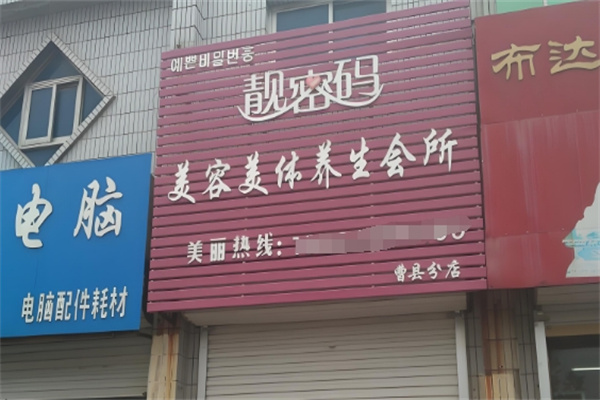 예쁜비밀번호
靓密码
美容美体养生会所
美丽热线:
曹县分店
电脑
电脑配件耗材
布达